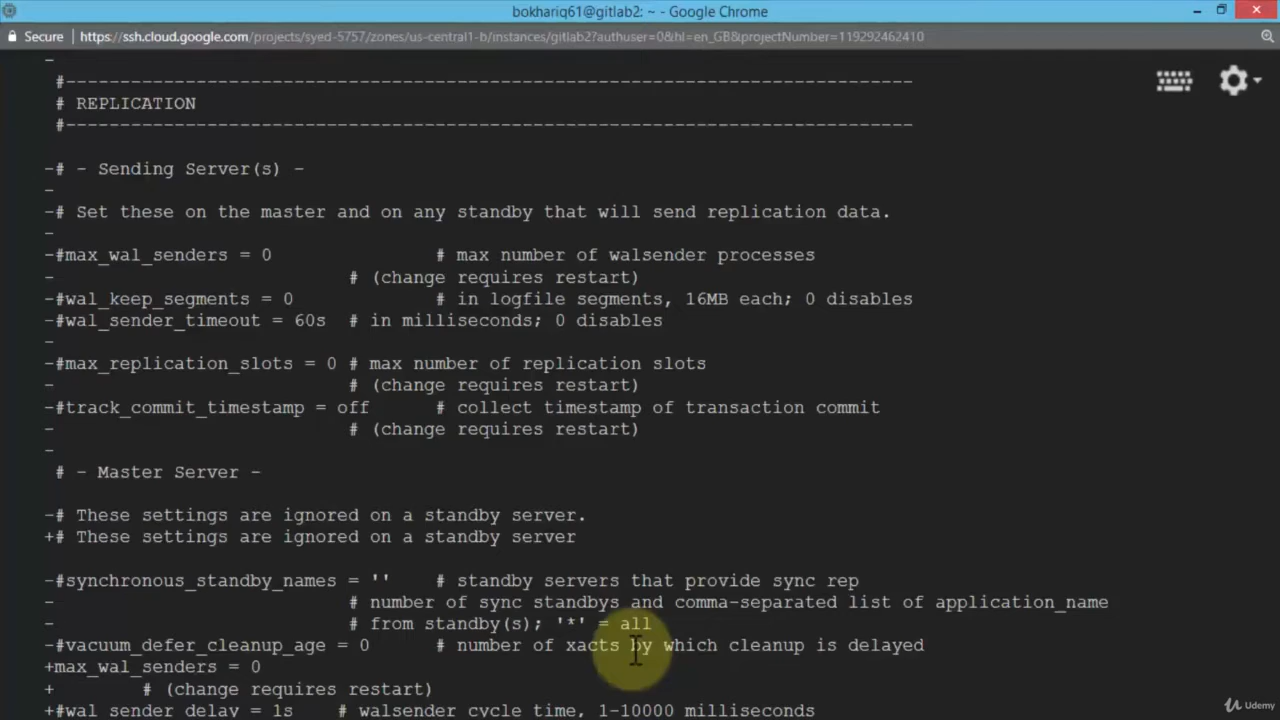 bokhariq61@gitlab2: ~ - Google Chrome
Secure | https://ssh.cloud.google.com/projects/syed-5757/zones/us-central1-b/instances/gitlab2?authuser=0&hl=en_GB&projectNumber=119292462410
-
#-----------------------------------------------------------------------------
# REPLICATION
#-----------------------------------------------------------------------------
-# - Sending Server(s) -
-
-# Set these on the master and on any standby that will send replication data.
-
-#max_wal_senders = 0 # max number of walsender processes
- # (change requires restart)
-#wal_keep_segments = 0 # in logfile segments, 16MB each; 0 disables
-#wal_sender_timeout = 60s # in milliseconds; 0 disables
-
-#max_replication_slots = 0 # max number of replication slots
- # (change requires restart)
-#track_commit_timestamp = off # collect timestamp of transaction commit
- # (change requires restart)
-
# - Master Server -
-# These settings are ignored on a standby server.
+# These settings are ignored on a standby server
-#synchronous_standby_names = '' # standby servers that provide sync rep
- # number of sync standbys and comma-separated list of application_name
- # from standby(s); '*' = all
-#vacuum_defer_cleanup_age = 0 # number of xacts by which cleanup is delayed
+max_wal_senders = 0
+ # (change requires restart)
+#wal_sender_delay = 1s # walsender cycle time, 1-10000 milliseconds
Udemy